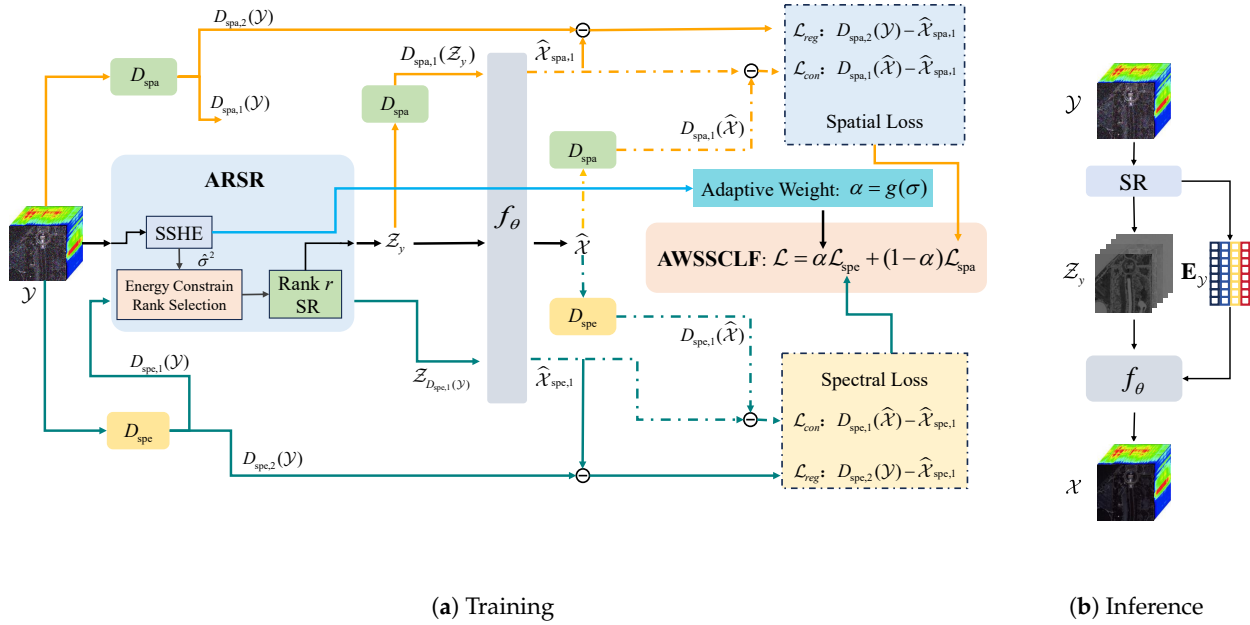 D_spa,2(𝒴)
ℒ_reg: D_spa,2(𝒴) − 𝒳̂_spa,1
D_spa,1(𝒵_y)
𝒳̂_spa,1
D_spa
ℒ_con: D_spa,1(𝒳̂) − 𝒳̂_spa,1
D_spa,1(𝒴)
D_spa
D_spa,1(𝒳̂)
Spatial Loss
D_spa
ARSR
Adaptive Weight: α = g(σ)
SSHE
f_θ
σ̂²
𝒵_y
𝒳̂
AWSSCLF: ℒ = αℒ_spe + (1−α)ℒ_spa
𝒴
Energy Constrain
Rank Selection
Rank r
SR
D_spe
D_spe,1(𝒳̂)
D_spe,1(𝒴)
𝒵_D_spe,1(𝒴)
𝒳̂_spe,1
Spectral Loss
D_spe
ℒ_con: D_spe,1(𝒳̂) − 𝒳̂_spe,1
D_spe,2(𝒴)
ℒ_reg: D_spe,2(𝒴) − 𝒳̂_spe,1
(a) Training
𝒴
SR
𝒵_y
E_𝒴
f_θ
𝒳
(b) Inference